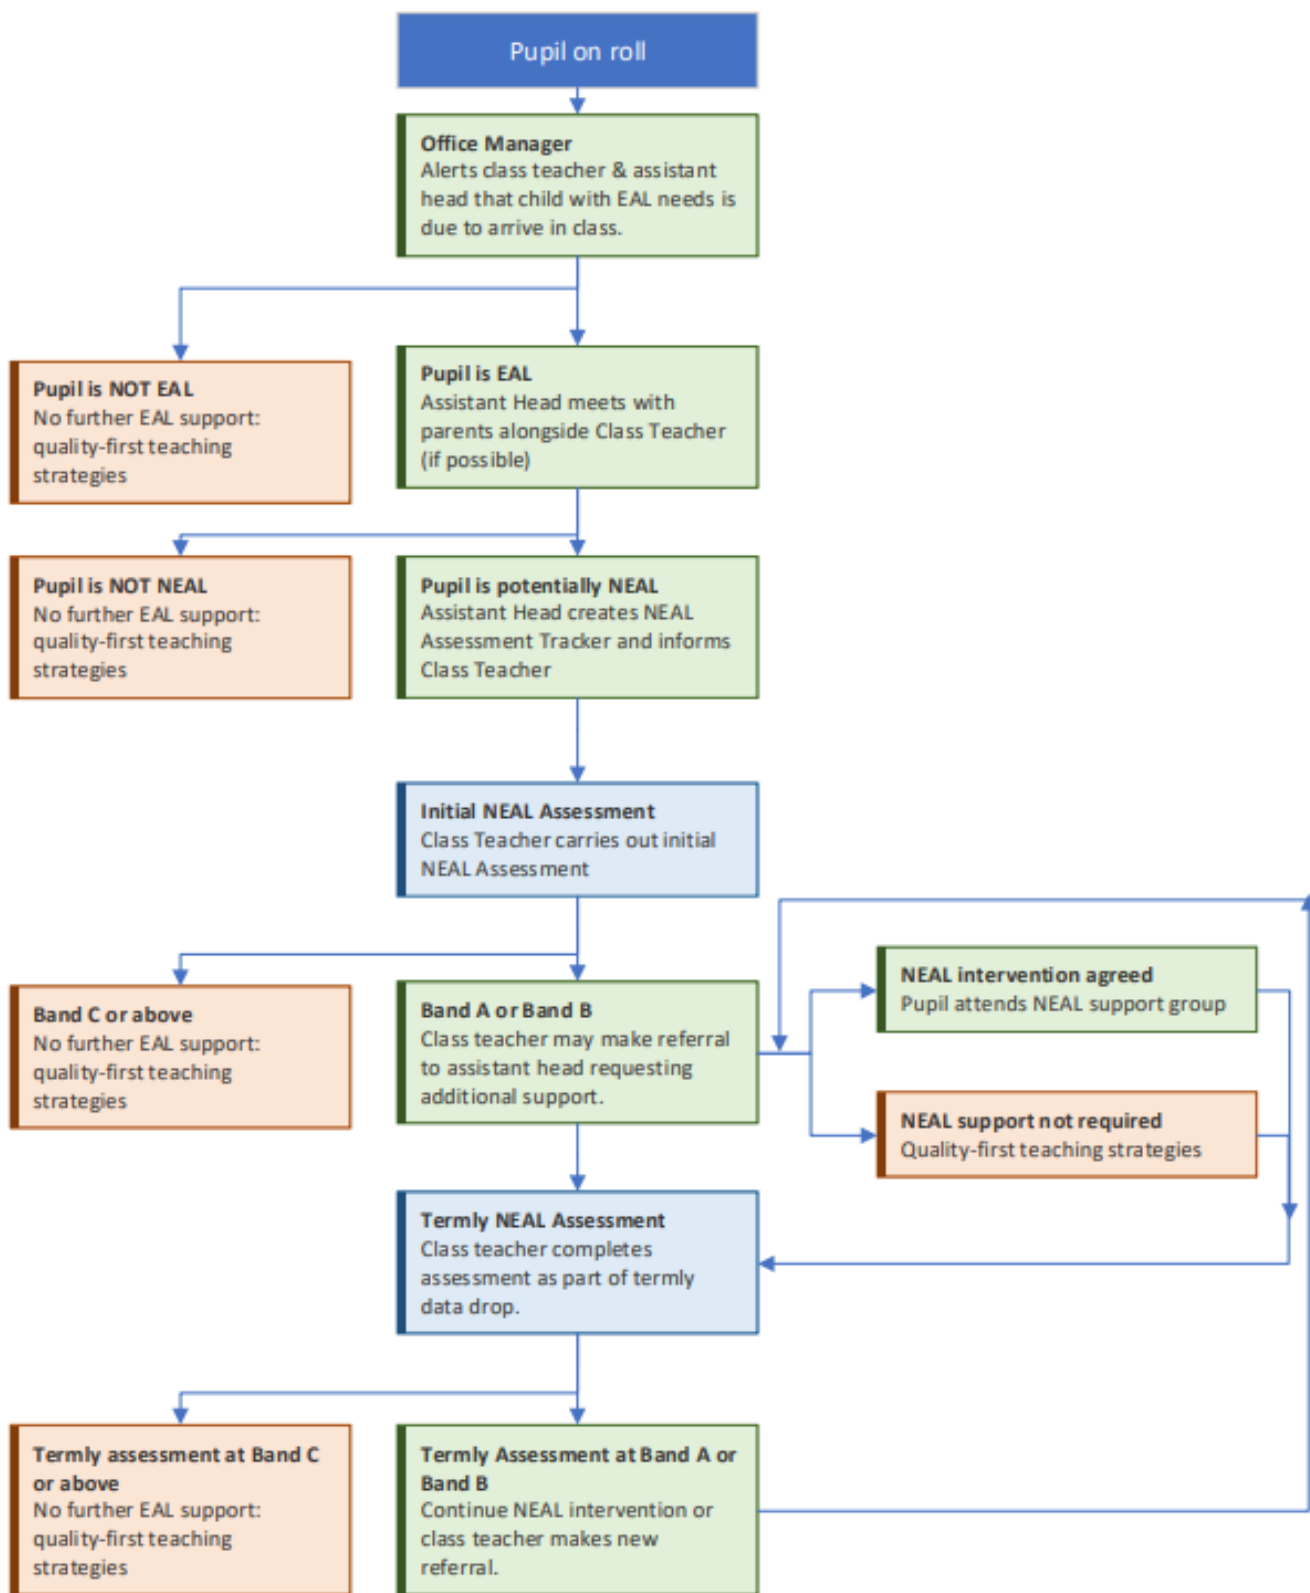 Pupil on roll
Office Manager
Alerts class teacher & assistant
head that child with EAL needs is
due to arrive in class.
Pupil is NOT EAL
No further EAL support:
quality-first teaching
strategies
Pupil is EAL
Assistant Head meets with
parents alongside Class Teacher
(if possible)
Pupil is NOT NEAL
No further EAL support:
quality-first teaching
strategies
Pupil is potentially NEAL
Assistant Head creates NEAL
Assessment Tracker and informs
Class Teacher
Initial NEAL Assessment
Class Teacher carries out initial
NEAL Assessment
Band C or above
No further EAL support:
quality-first teaching
strategies
Band A or Band B
Class teacher may make referral
to assistant head requesting
additional support.
NEAL intervention agreed
Pupil attends NEAL support group
NEAL support not required
Quality-first teaching strategies
Termly NEAL Assessment
Class teacher completes
assessment as part of termly
data drop.
Termly assessment at Band C
or above
No further EAL support:
quality-first teaching
strategies
Termly Assessment at Band A or
Band B
Continue NEAL intervention or
class teacher makes new
referral.